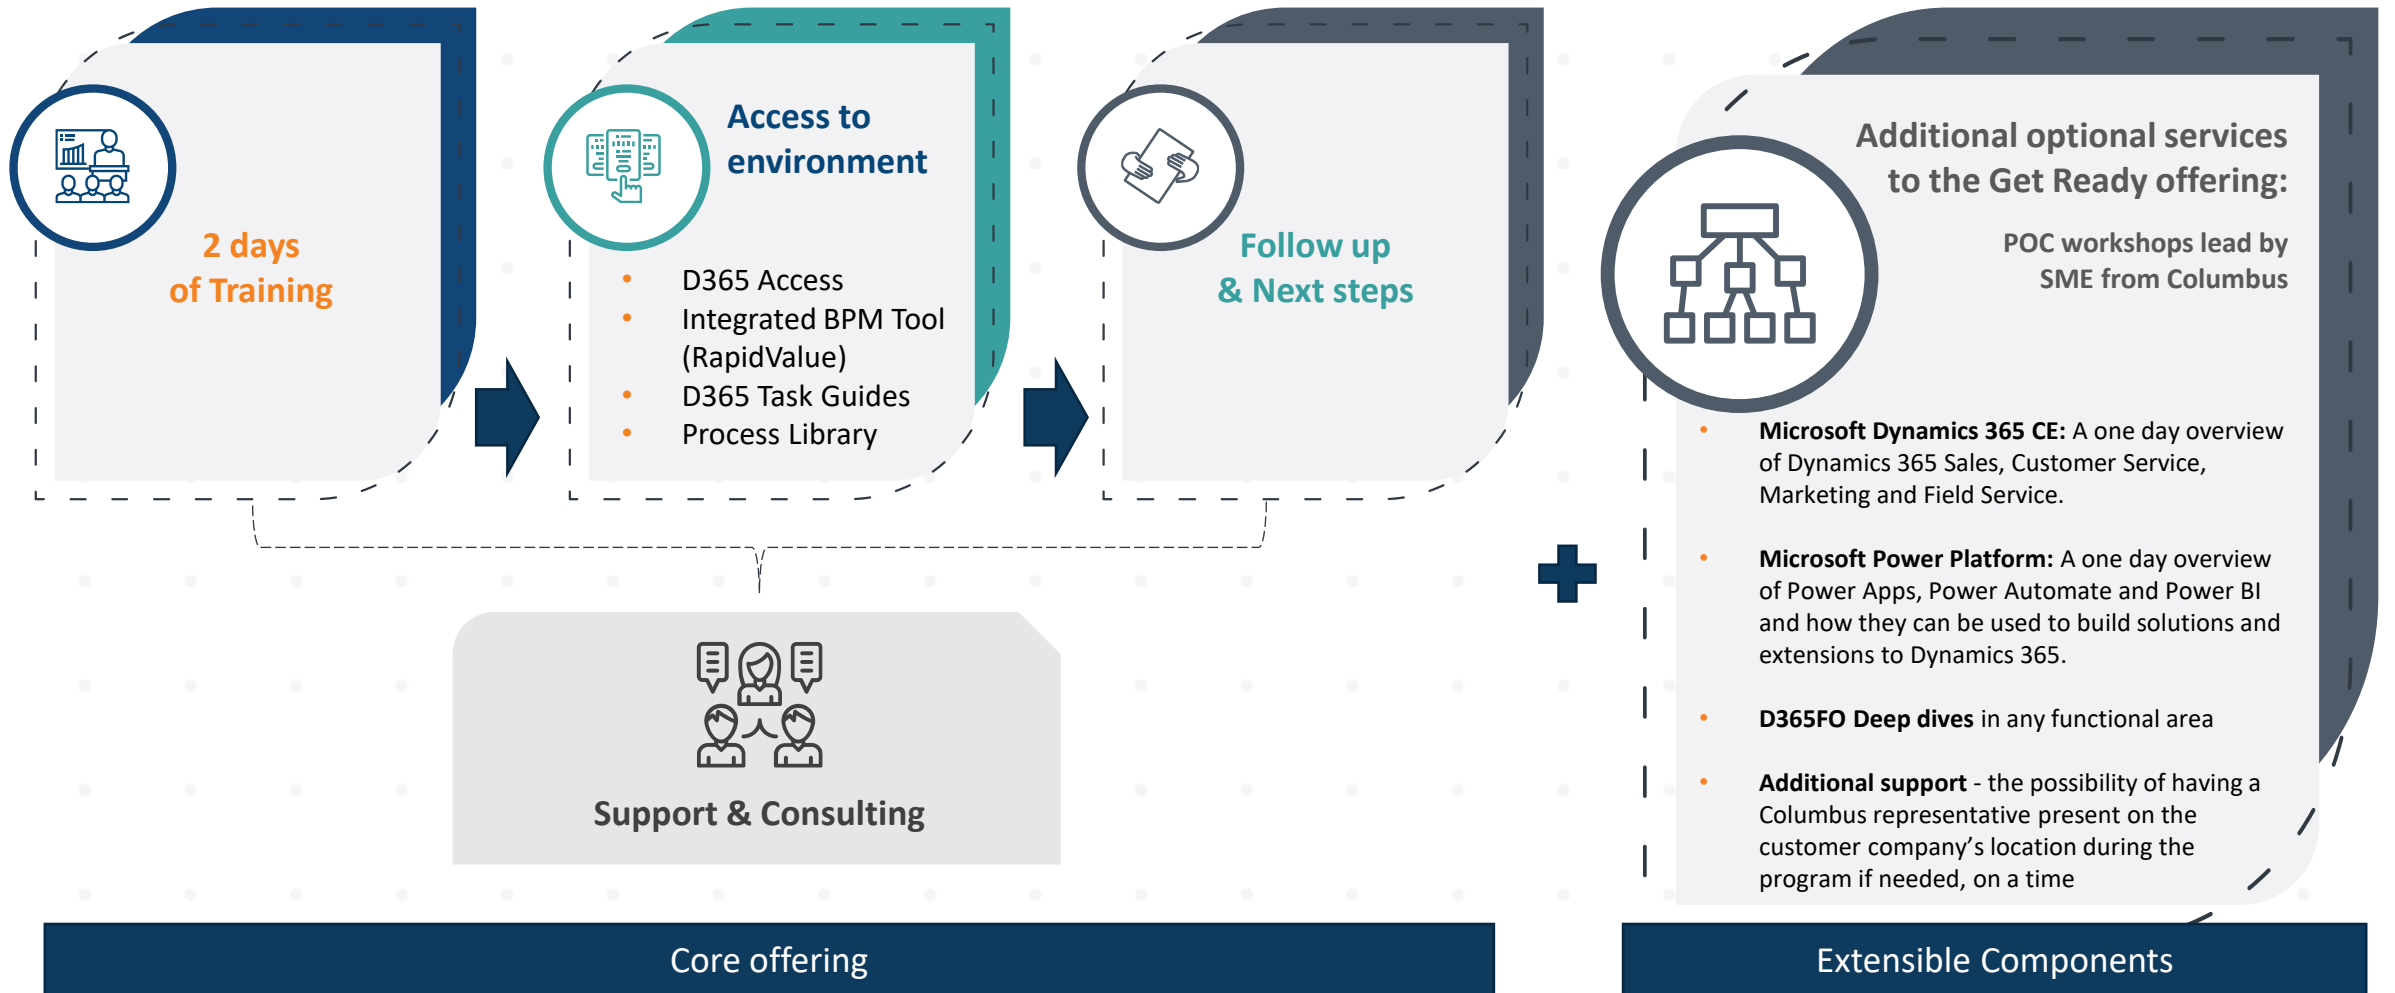 2 days
of Training
Access to
environment
• D365 Access
• Integrated BPM Tool
(RapidValue)
• D365 Task Guides
• Process Library
Follow up
& Next steps
Support & Consulting
Core offering
Additional optional services
to the Get Ready offering:
POC workshops lead by
SME from Columbus
• Microsoft Dynamics 365 CE: A one day overview
of Dynamics 365 Sales, Customer Service,
Marketing and Field Service.
• Microsoft Power Platform: A one day overview
of Power Apps, Power Automate and Power BI
and how they can be used to build solutions and
extensions to Dynamics 365.
• D365FO Deep dives in any functional area
• Additional support - the possibility of having a
Columbus representative present on the
customer company’s location during the
program if needed, on a time
Extensible Components